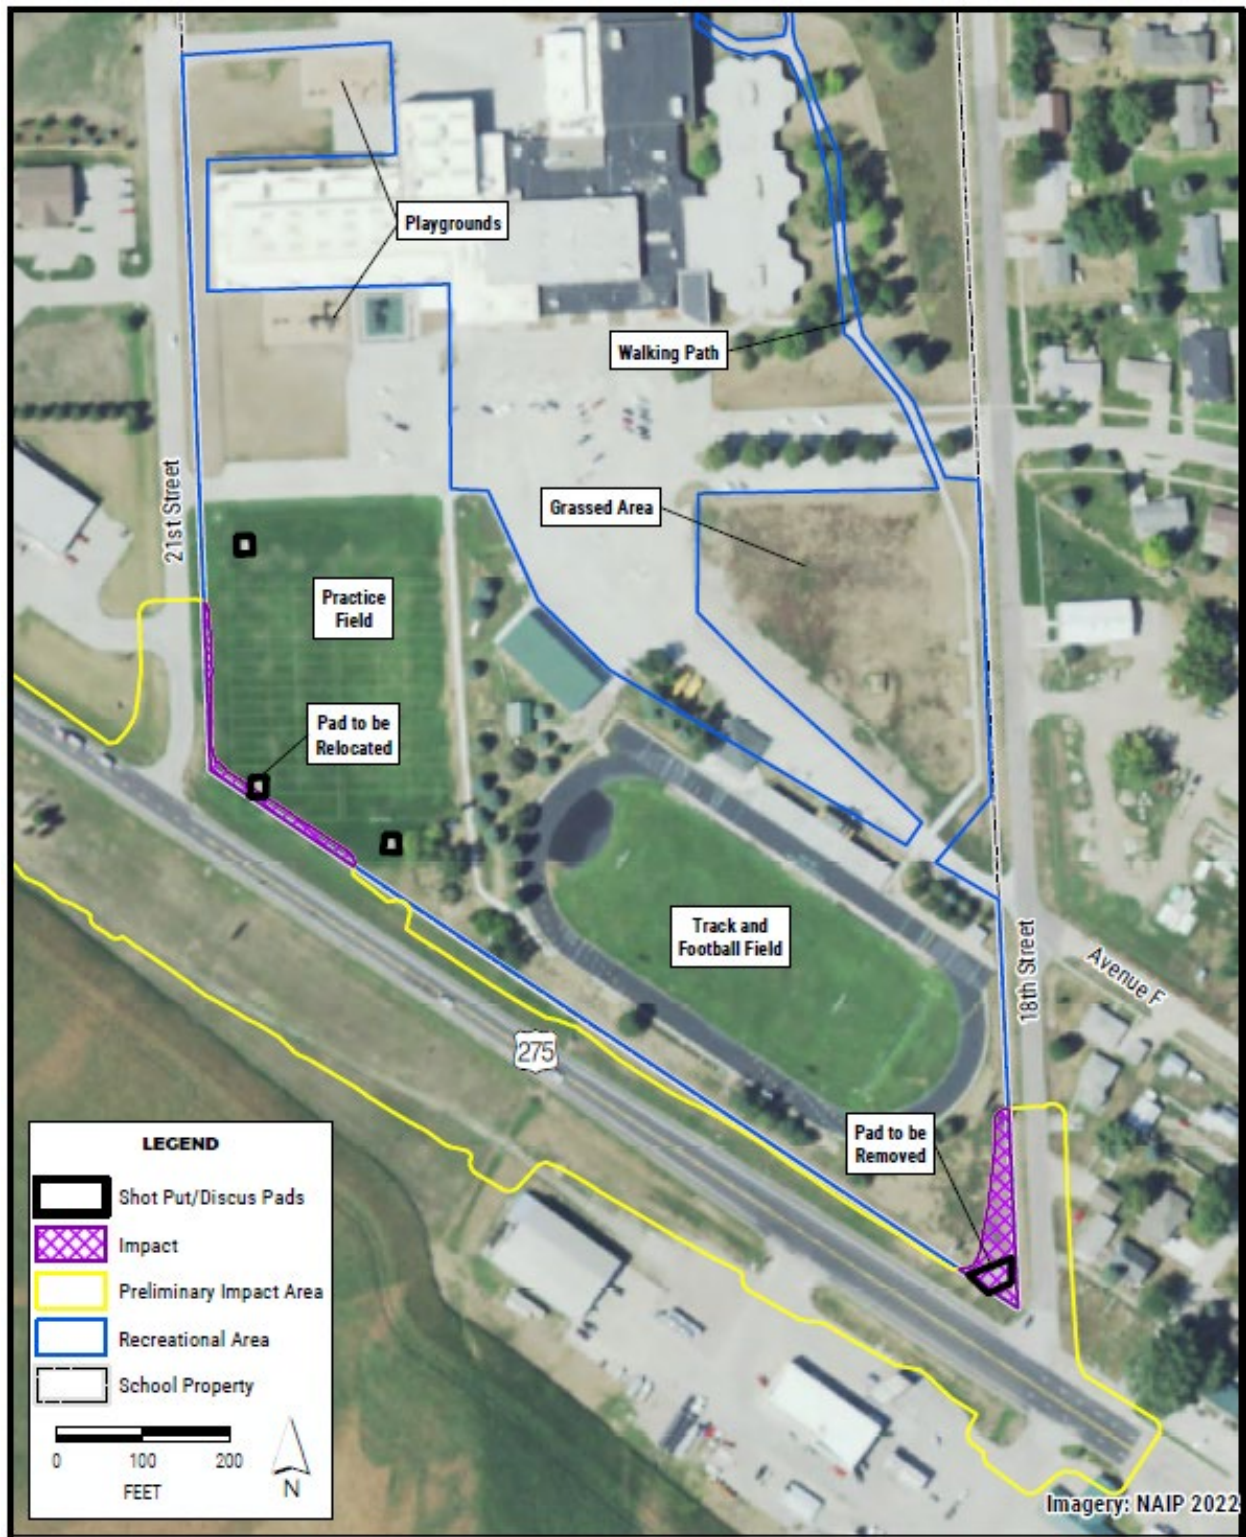 Playgrounds
Walking Path
Grassed Area
21st Street
Practice
Field
Pad to be
Relocated
Track and
Football Field
18th Street
Avenue F
275
Pad to be
Removed
LEGEND
Shot Put/Discus Pads
Impact
Preliminary Impact Area
Recreational Area
School Property
0 100 200
FEET
N
Imagery: NAIP 2022